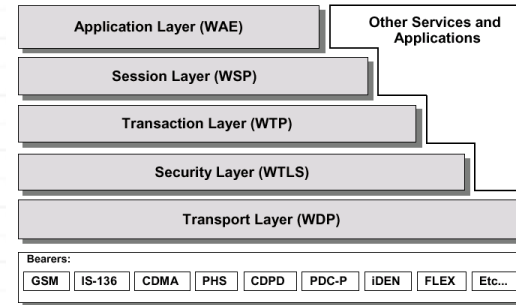 Application Layer (WAE)
Other Services and
Applications
Session Layer (WSP)
Transaction Layer (WTP)
Security Layer (WTLS)
Transport Layer (WDP)
Bearers:
GSM IS-136 CDMA PHS CDPD PDC-P iDEN FLEX Etc...